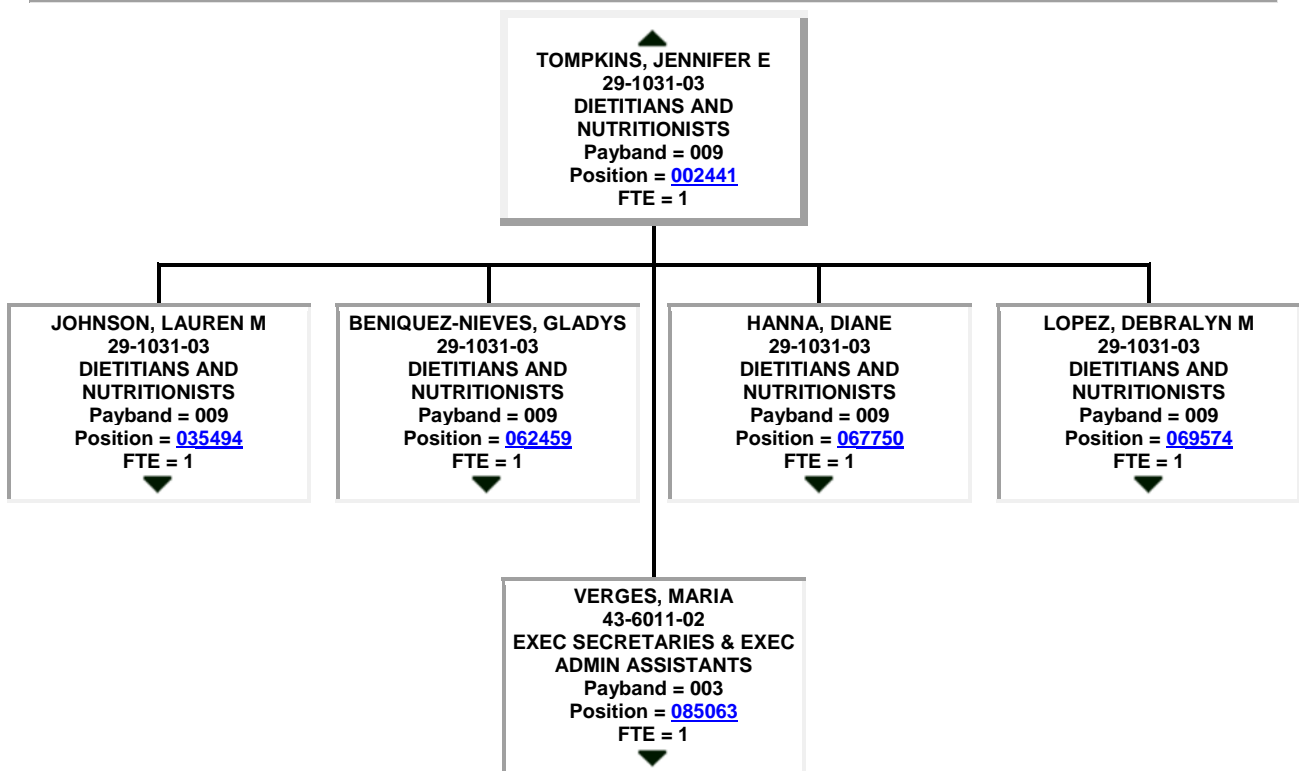 TOMPKINS, JENNIFER E
29-1031-03
DIETITIANS AND
NUTRITIONISTS
Payband = 009
Position = 002441
FTE = 1
JOHNSON, LAUREN M
29-1031-03
DIETITIANS AND
NUTRITIONISTS
Payband = 009
Position = 035494
FTE = 1
BENIQUEZ-NIEVES, GLADYS
29-1031-03
DIETITIANS AND
NUTRITIONISTS
Payband = 009
Position = 062459
FTE = 1
HANNA, DIANE
29-1031-03
DIETITIANS AND
NUTRITIONISTS
Payband = 009
Position = 067750
FTE = 1
LOPEZ, DEBRALYN M
29-1031-03
DIETITIANS AND
NUTRITIONISTS
Payband = 009
Position = 069574
FTE = 1
VERGES, MARIA
43-6011-02
EXEC SECRETARIES & EXEC
ADMIN ASSISTANTS
Payband = 003
Position = 085063
FTE = 1